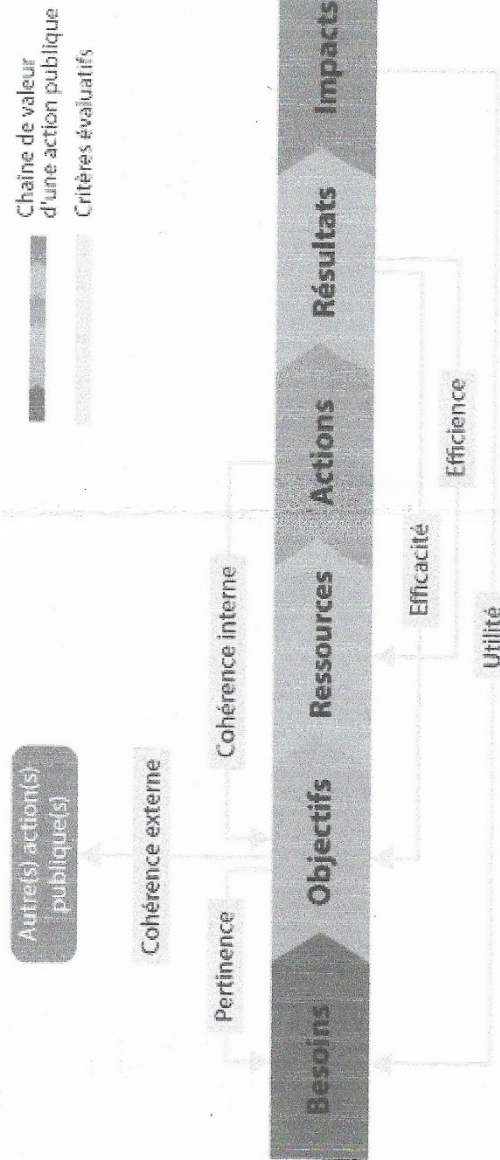 Chaîne de valeur
d'une action publique
Critères évaluatifs
Autre(s) action(s)
publique(s)
Cohérence externe
Pertinence
Cohérence interne
Besoins
Objectifs
Ressources
Actions
Résultats
Impacts
Efficacité
Efficience
Utilité